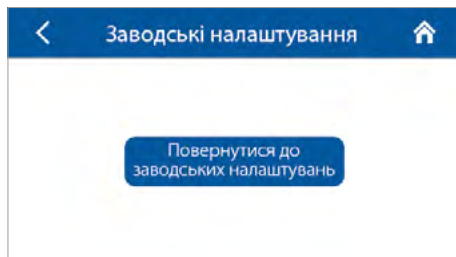 Заводські налаштування
Повернутися до
заводських налаштувань